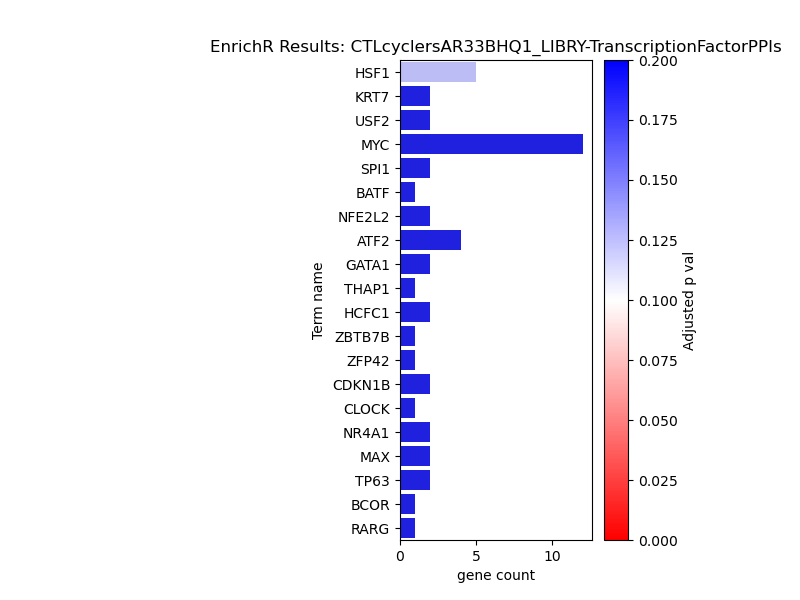 EnrichR Results: CTLcyclersAR33BHQ1_LIBRY-TranscriptionFactorPPIs
HSF1
KRT7
USF2
MYC
SPI1
BATF
NFE2L2
ATF2
GATA1
THAP1
HCFC1
ZBTB7B
ZFP42
CDKN1B
CLOCK
NR4A1
MAX
TP63
BCOR
RARG
Term name
0
5
10
gene count
0.200
0.175
0.150
0.125
0.100
0.075
0.050
0.025
0.000
Adjusted p val